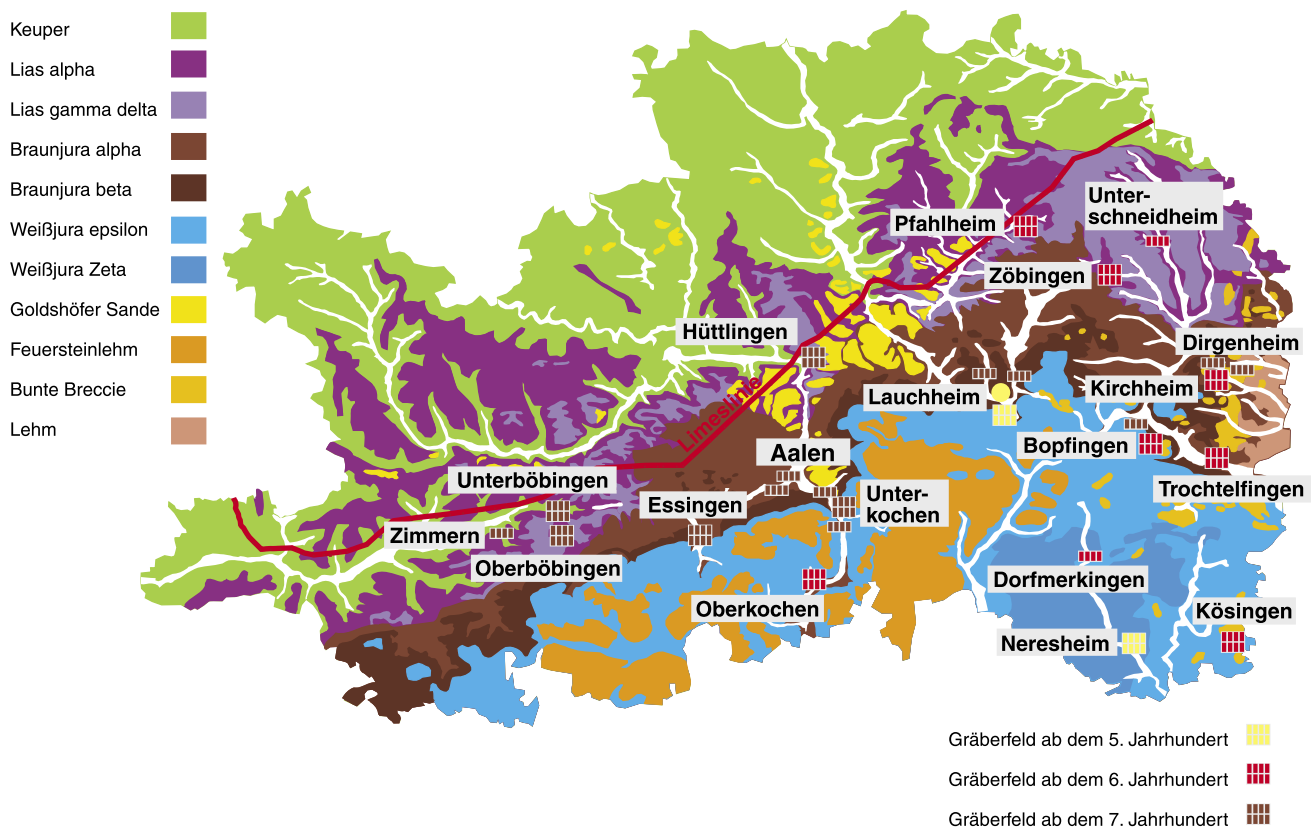 Keuper
Lias alpha
Lias gamma delta
Braunjura alpha
Braunjura beta
Weißjura epsilon
Weißjura Zeta
Goldshöfer Sande
Feuersteinlehm
Bunte Breccie
Lehm
Unter-
schneidheim
Pfahlheim
Zöbingen
Hüttlingen
Dirgenheim
Limeslinie
Lauchheim
Kirchheim
Bopfingen
Aalen
Unterböbingen
Trochtelfingen
Essingen
Unter-
kochen
Zimmern
Oberböbingen
Dorfmerkingen
Oberkochen
Kösingen
Neresheim
Gräberfeld ab dem 5. Jahrhundert
Gräberfeld ab dem 6. Jahrhundert
Gräberfeld ab dem 7. Jahrhundert